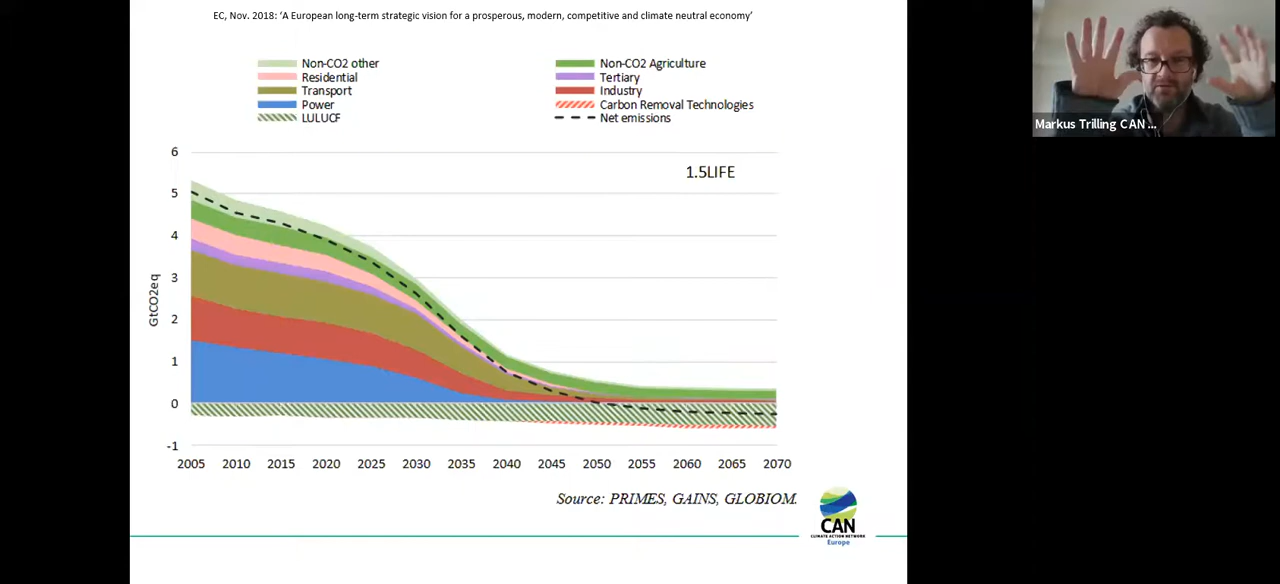 EC, Nov. 2018: ‘A European long-term strategic vision for a prosperous, modern, competitive and climate neutral economy’
Non-CO2 other
Non-CO2 Agriculture
Residential
Tertiary
Transport
Industry
Power
Carbon Removal Technologies
LULUCF
Net emissions
1.5LIFE
GtCO2eq
6
5
4
3
2
1
0
-1
2005 2010 2015 2020 2025 2030 2035 2040 2045 2050 2055 2060 2065 2070
Source: PRIMES, GAINS, GLOBIOM.
CAN
CLIMATE ACTION NETWORK
Europe
Markus Trilling CAN ...